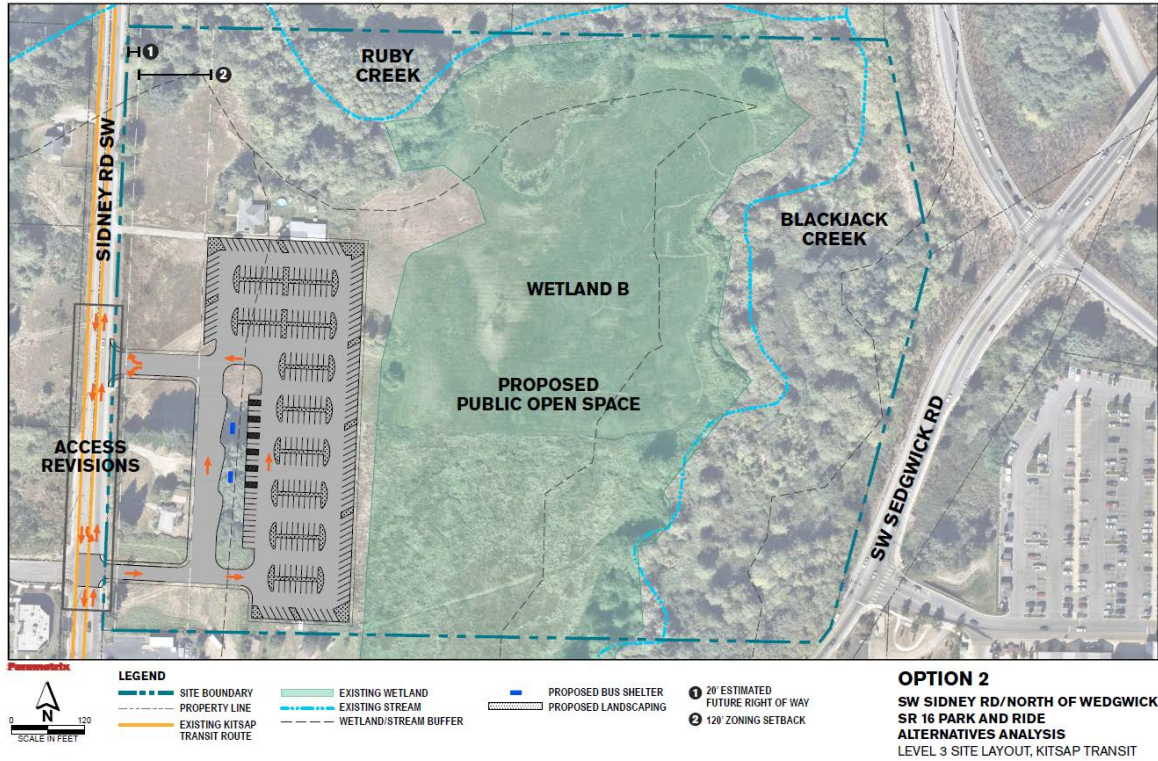 RUBY
CREEK
1
2
SIDNEY RD SW
BLACKJACK
CREEK
WETLAND B
PROPOSED
PUBLIC OPEN SPACE
ACCESS
REVISIONS
SW SEDGWICK RD
Parametrix
N
0 120
SCALE IN FEET
LEGEND
SITE BOUNDARY
PROPERTY LINE
EXISTING KITSAP
TRANSIT ROUTE
EXISTING WETLAND
EXISTING STREAM
WETLAND/STREAM BUFFER
PROPOSED BUS SHELTER
PROPOSED LANDSCAPING
1 20' ESTIMATED
FUTURE RIGHT OF WAY
2 120' ZONING SETBACK
OPTION 2
SW SIDNEY RD/NORTH OF WEDGWICK
SR 16 PARK AND RIDE
ALTERNATIVES ANALYSIS
LEVEL 3 SITE LAYOUT, KITSAP TRANSIT